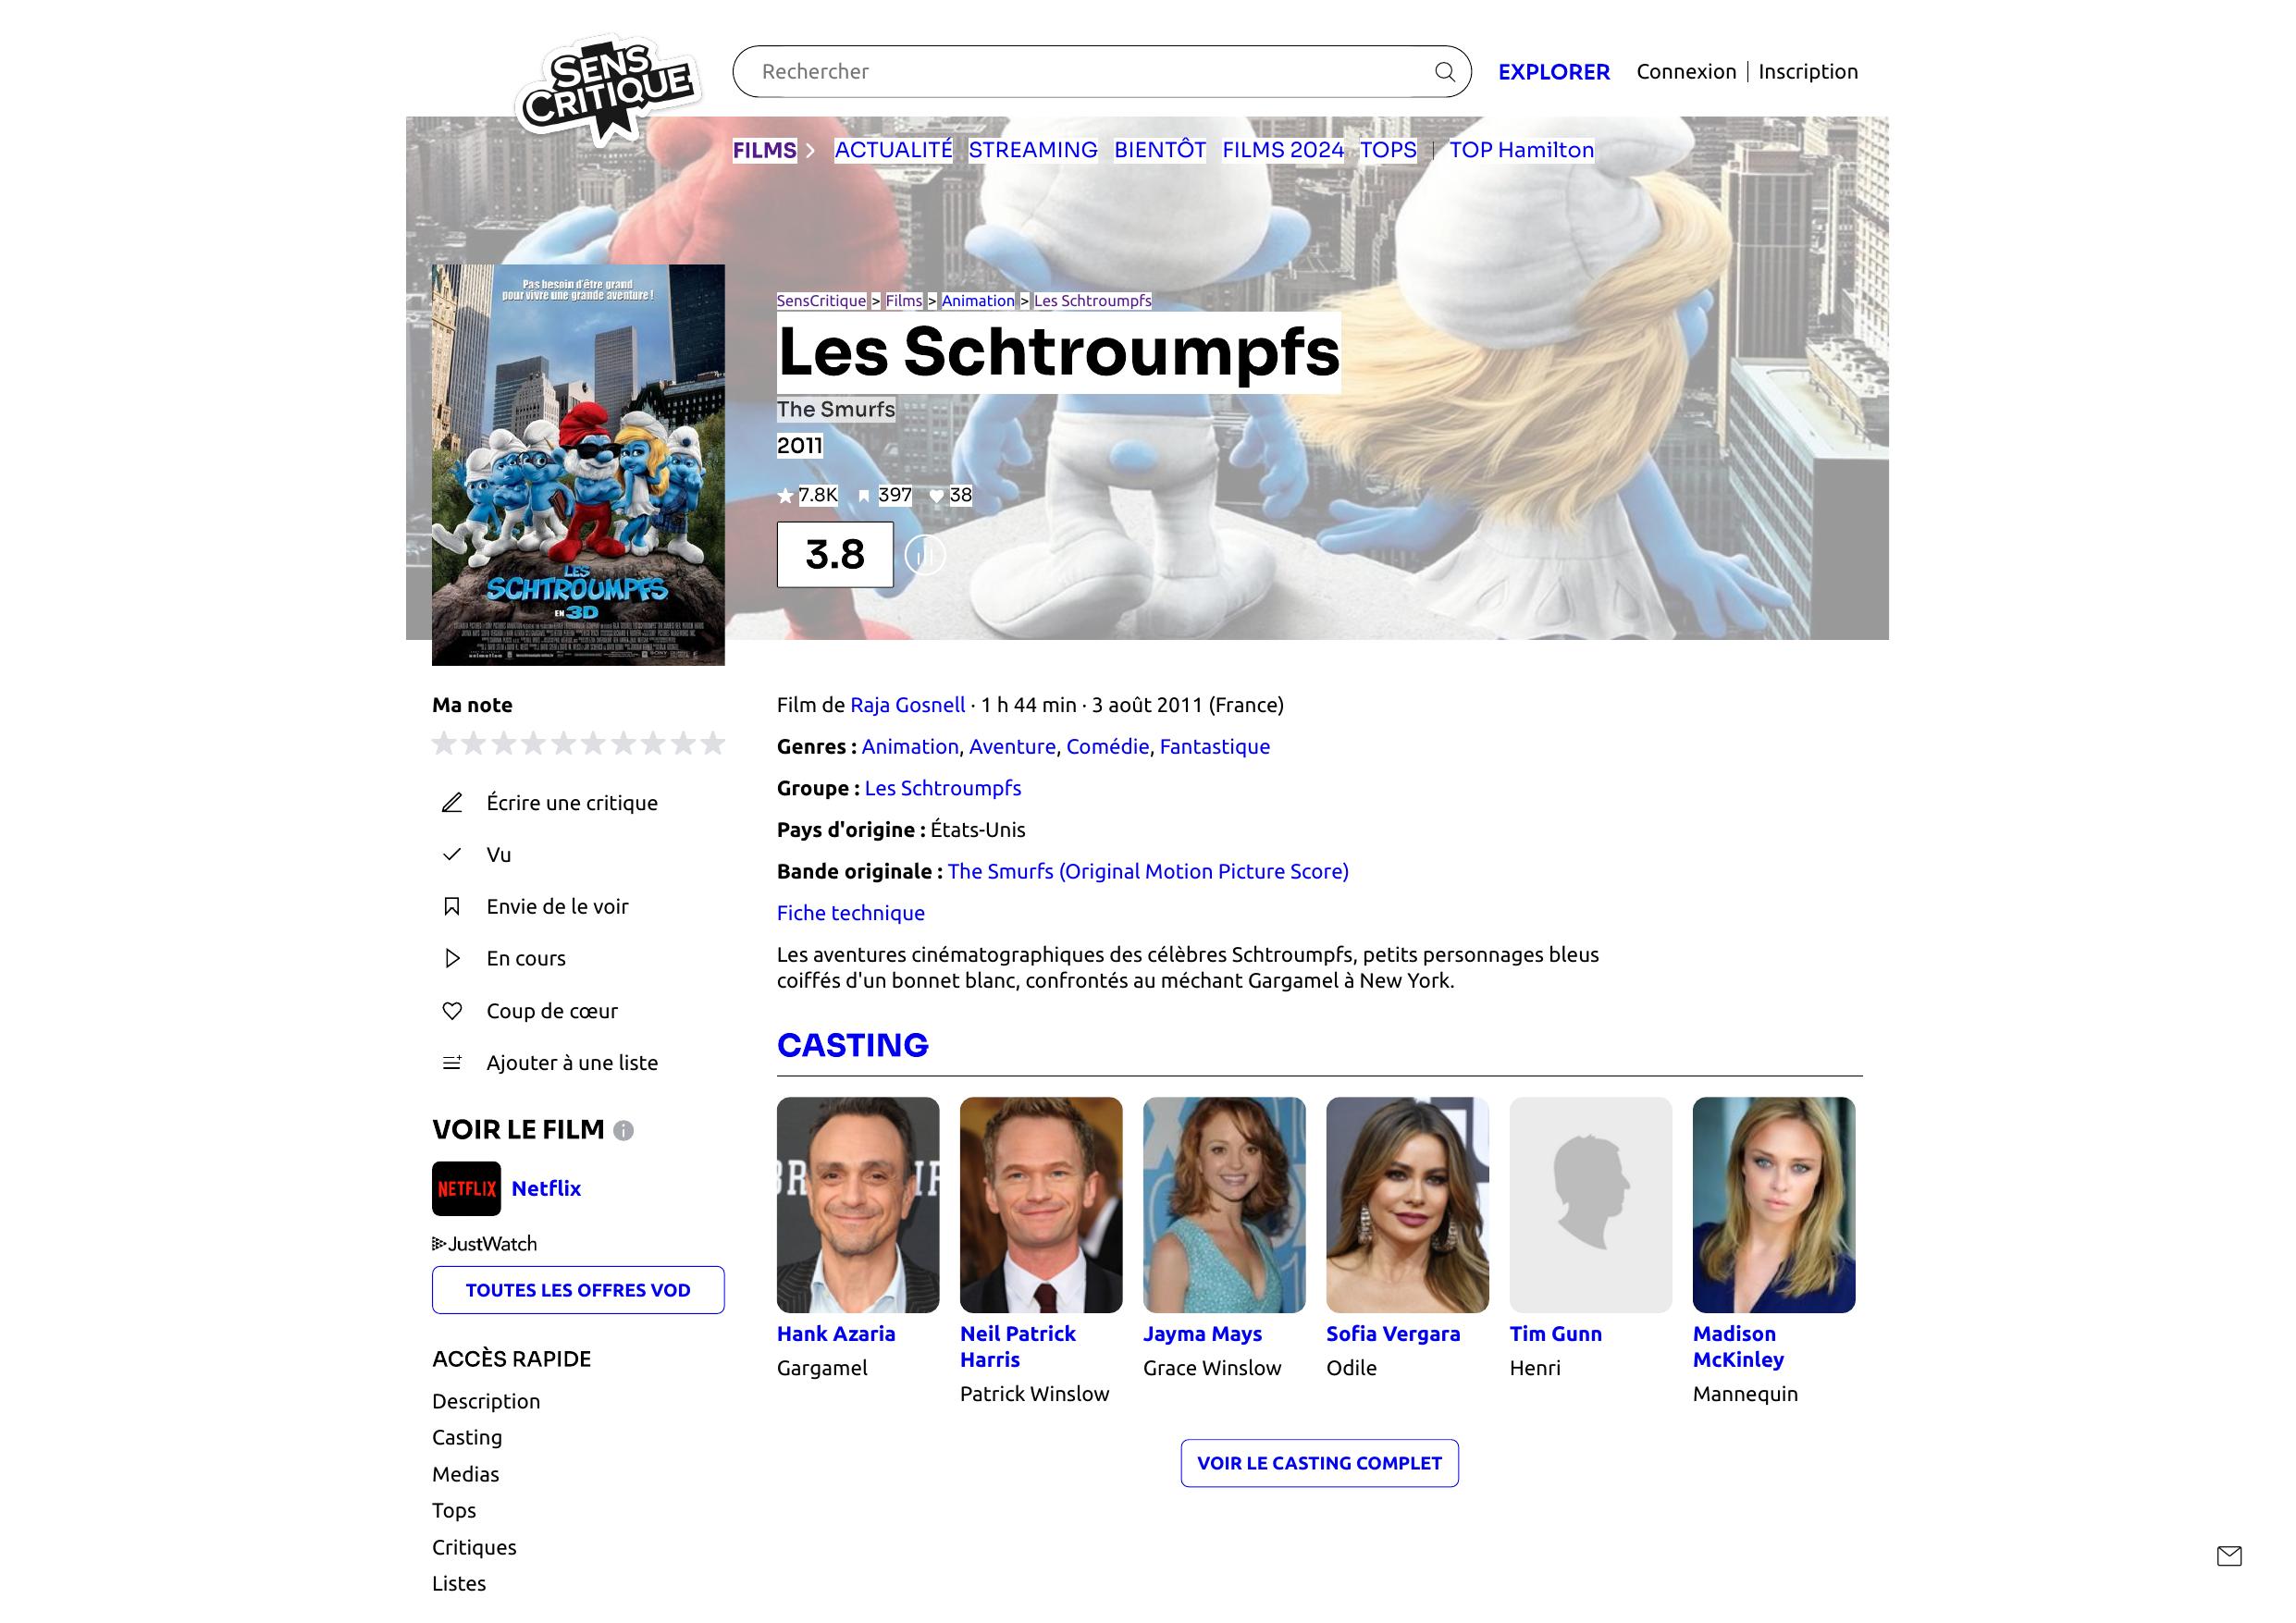 SENS
CRITIQUE
Rechercher
EXPLORER
Connexion | Inscription
FILMS
ACTUALITÉ
STREAMING
BIENTÔT
FILMS 2024
TOPS
TOP Hamilton
Pas besoin d'être grand
pour vivre une grande aventure !
LES
SCHTROUMPFS
EN 3D
SensCritique > Films > Animation > Les Schtroumpfs
Les Schtroumpfs
The Smurfs
2011
7.8K
397
38
3.8
Ma note
Écrire une critique
Vu
Envie de le voir
En cours
Coup de cœur
Ajouter à une liste
VOIR LE FILM
NETFLIX
Netflix
JustWatch
TOUTES LES OFFRES VOD
ACCÈS RAPIDE
Description
Casting
Medias
Tops
Critiques
Listes
Film de Raja Gosnell · 1 h 44 min · 3 août 2011 (France)
Genres : Animation, Aventure, Comédie, Fantastique
Groupe : Les Schtroumpfs
Pays d'origine : États-Unis
Bande originale : The Smurfs (Original Motion Picture Score)
Fiche technique
Les aventures cinématographiques des célèbres Schtroumpfs, petits personnages bleus
coiffés d'un bonnet blanc, confrontés au méchant Gargamel à New York.
CASTING
Hank Azaria
Gargamel
Neil Patrick
Harris
Patrick Winslow
Jayma Mays
Grace Winslow
Sofia Vergara
Odile
Tim Gunn
Henri
Madison
McKinley
Mannequin
VOIR LE CASTING COMPLET